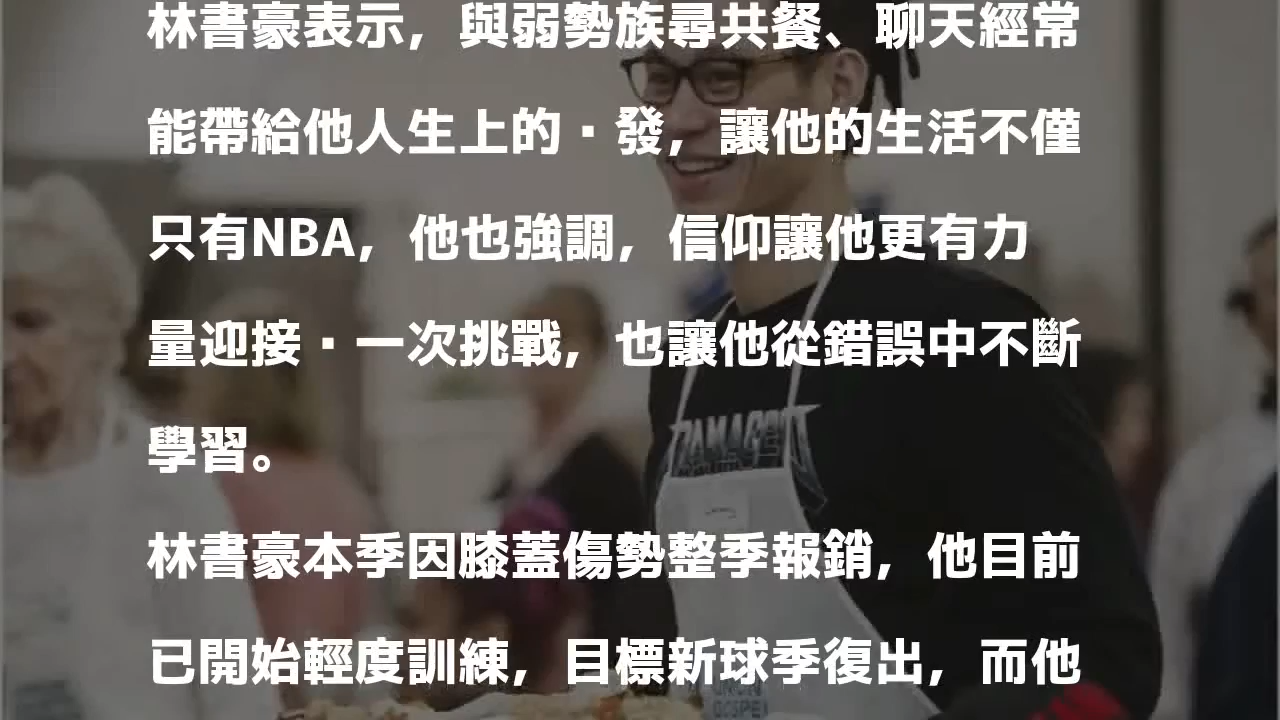 林書豪表示，與弱勢族尋共餐、聊天經常
能帶給他人生上的▪發，讓他的生活不僅
只有NBA，他也強調，信仰讓他更有力
量迎接▪一次挑戰，也讓他從錯誤中不斷
學習。
林書豪本季因膝蓋傷勢整季報銷，他目前
已開始輕度訓練，目標新球季復出，而他